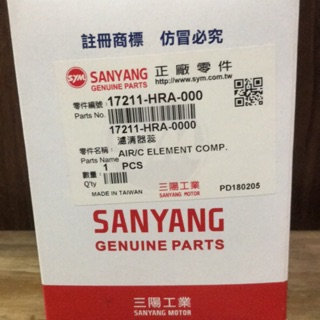 註冊商標 仿冒必究
SYM SANYANG 正廠零件
GENUINE PARTS http://www.sym.com.tw
零件編號: 17211-HRA-000
Parts No.
17211-HRA-0000
濾清器蕊
零件名稱: AIR/C ELEMENT COMP.
Parts Name
數量: 1 PCS
Q'ty
MADE IN TAIWAN PD180205
SANYANG
GENUINE PARTS
三陽工業
SANYANG MOTOR
三陽工業
SANYANG MOTOR